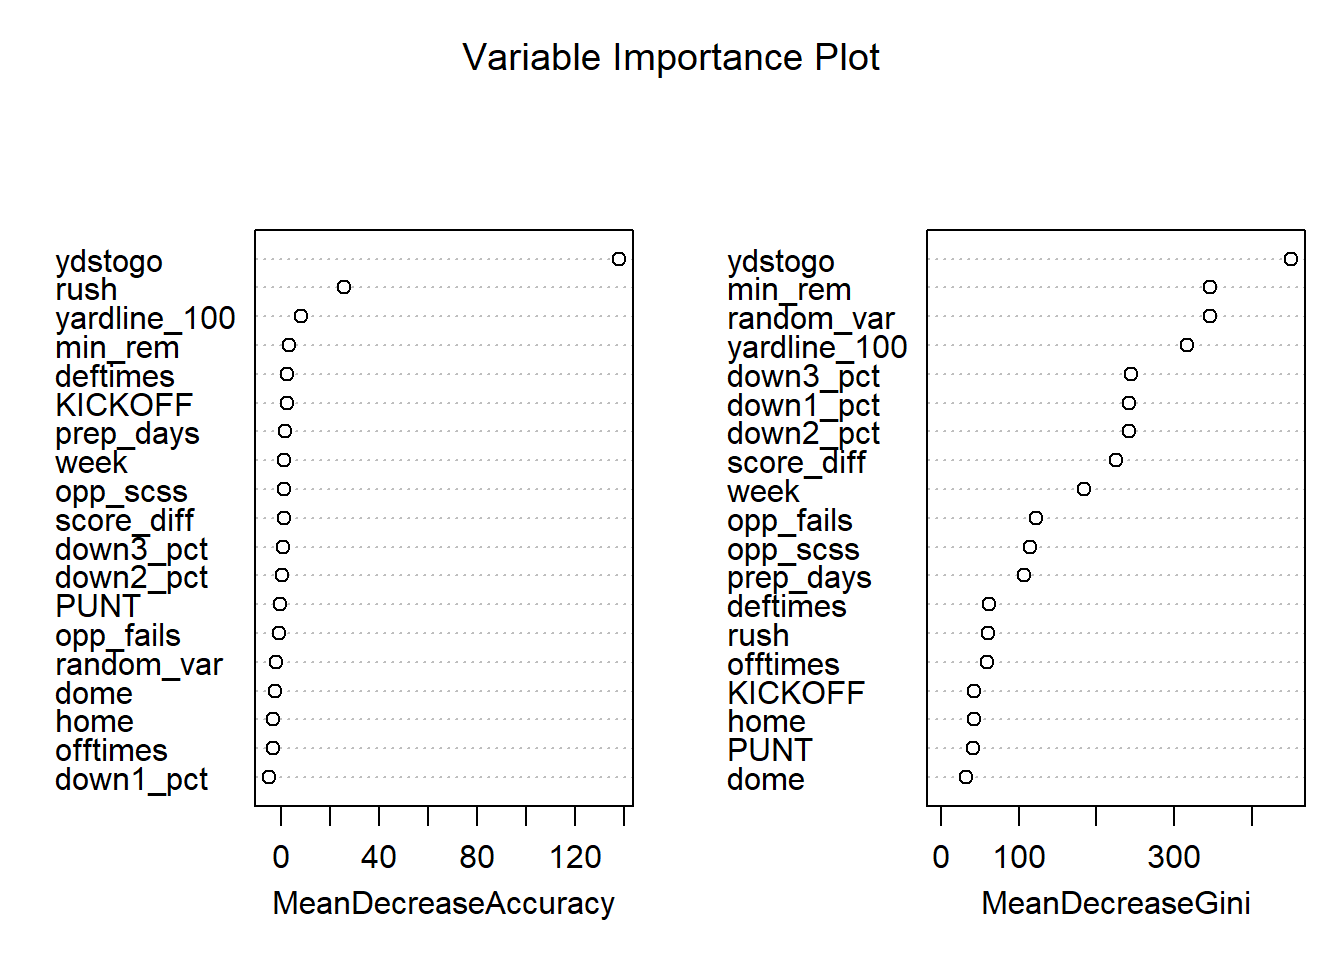 Variable Importance Plot
ydstogo
rush
yardline_100
min_rem
deftimes
KICKOFF
prep_days
week
opp_scss
score_diff
down3_pct
down2_pct
PUNT
opp_fails
random_var
dome
home
offtimes
down1_pct
0 40 80 120
MeanDecreaseAccuracy
ydstogo
min_rem
random_var
yardline_100
down3_pct
down1_pct
down2_pct
score_diff
week
opp_fails
opp_scss
prep_days
deftimes
rush
offtimes
KICKOFF
home
PUNT
dome
0 100 300
MeanDecreaseGini